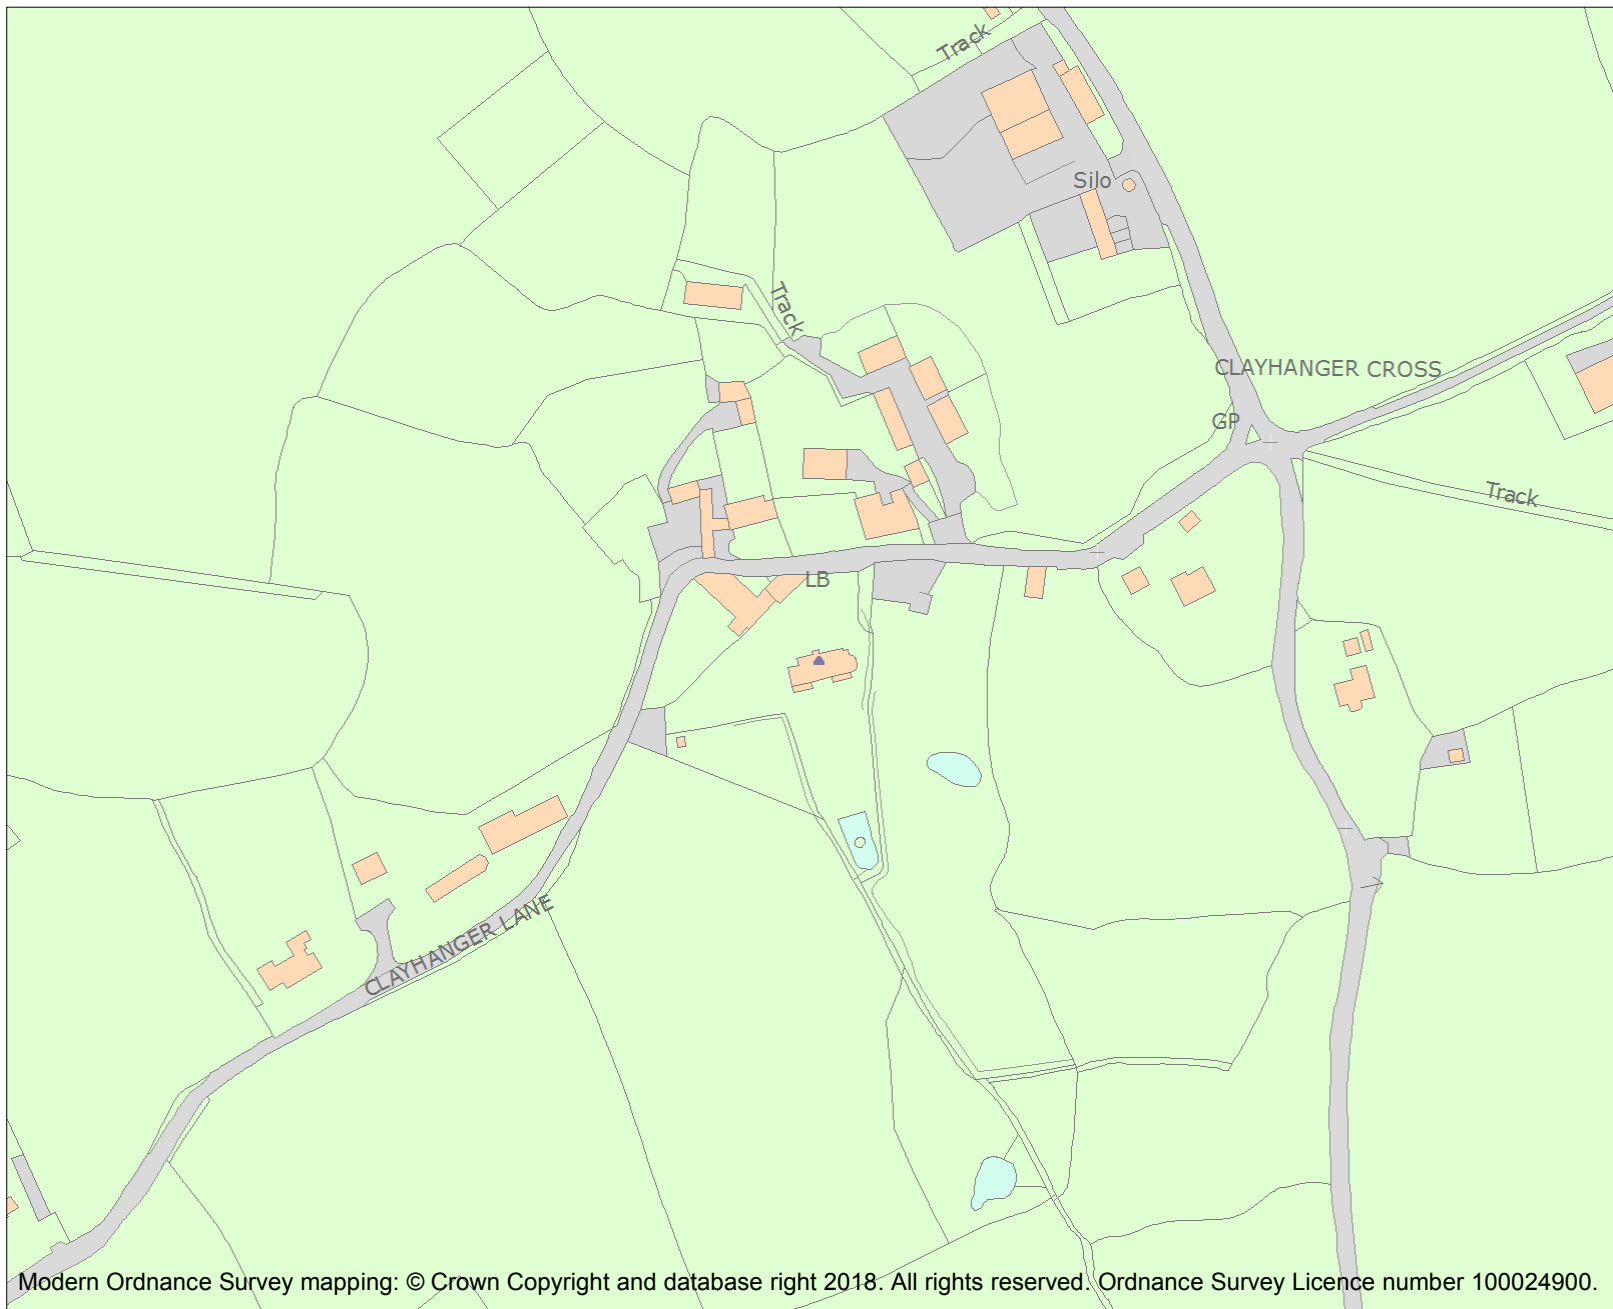 Track
Silo
Track
CLAYHANGER CROSS
GP
Track
LB
CLAYHANGER LANE
Modern Ordnance Survey mapping: © Crown Copyright and database right 2018. All rights reserved. Ordnance Survey Licence number 100024900.